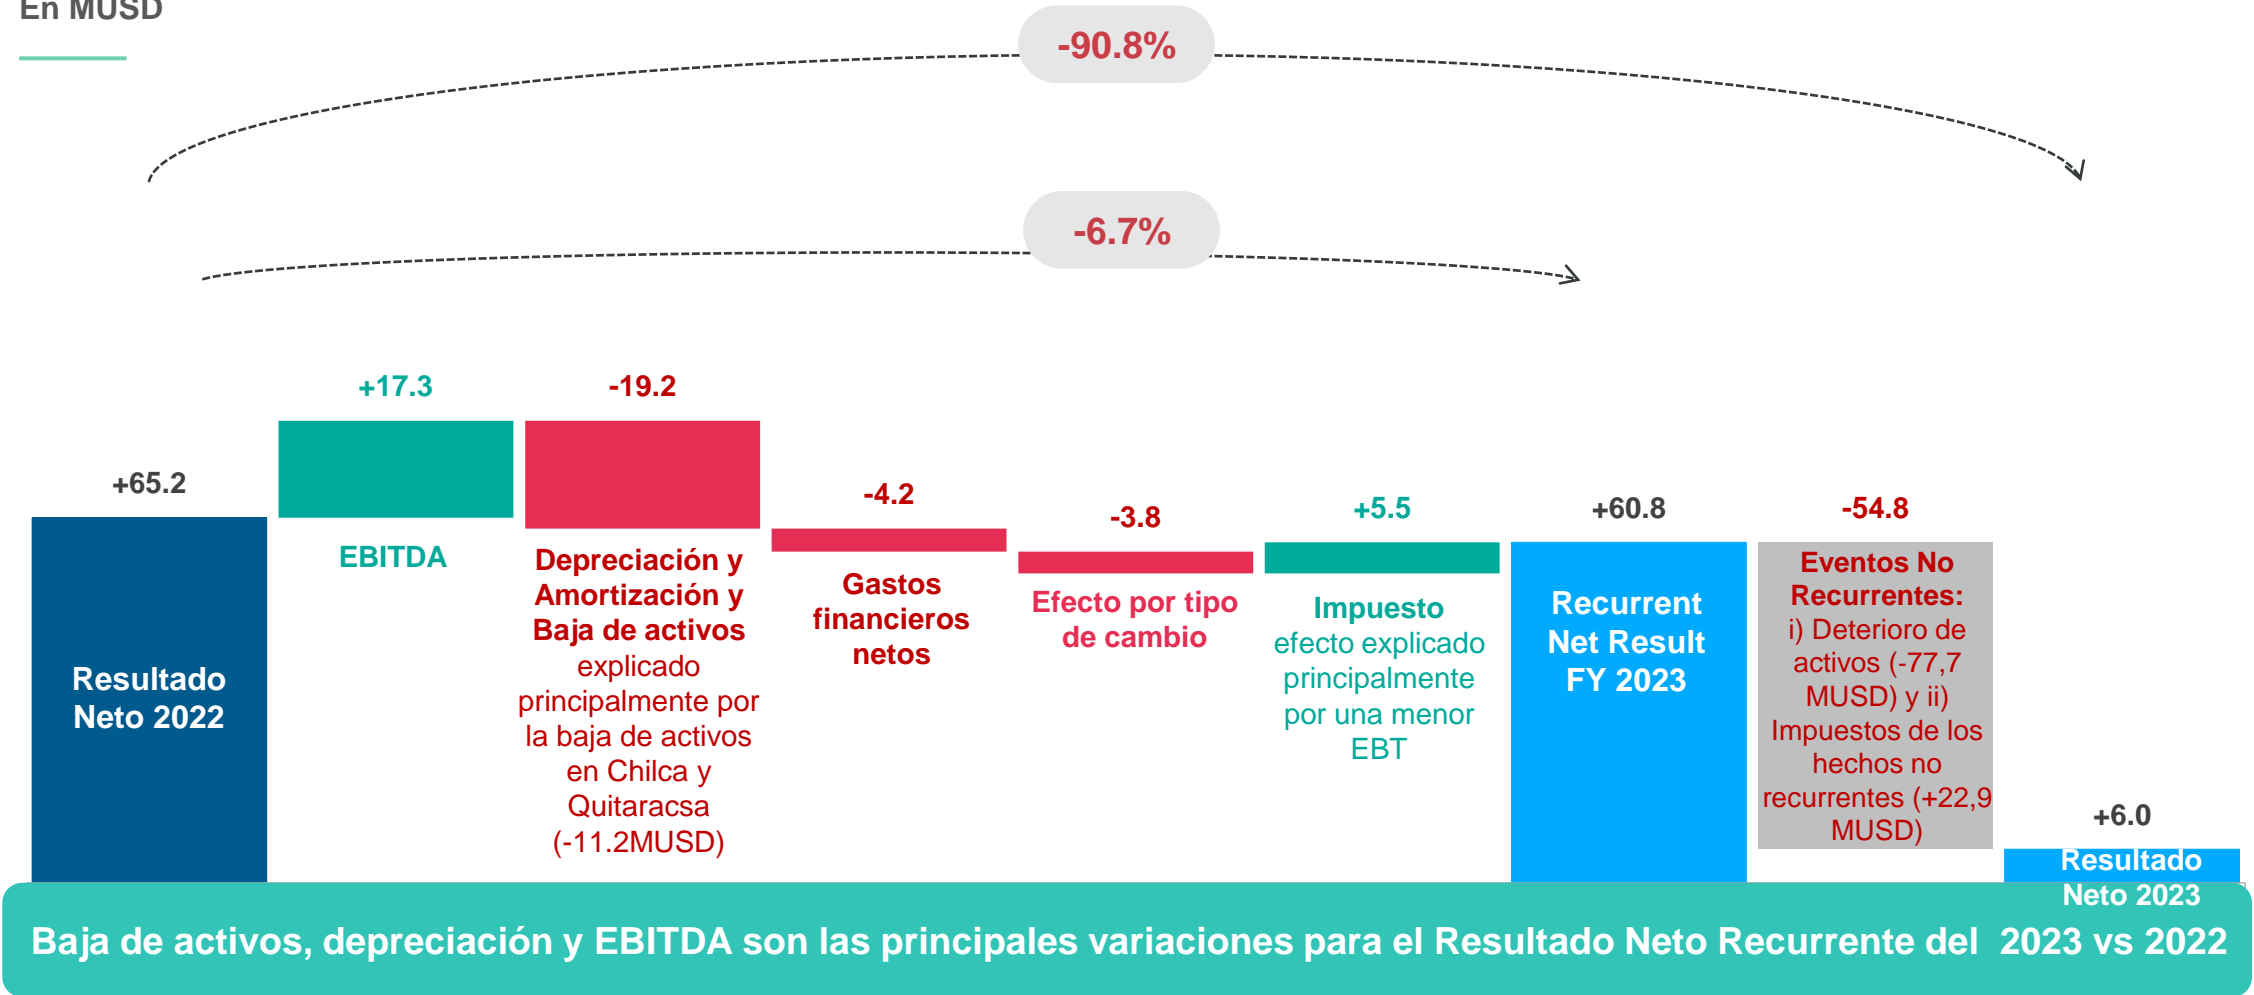 En MUSD
-90.8%
-6.7%
+65.2
Resultado
Neto 2022
+17.3
EBITDA
-19.2
Depreciación y
Amortización y
Baja de activos
explicado
principalmente por
la baja de activos
en Chilca y
Quitaracsa
(-11.2MUSD)
-4.2
Gastos
financieros
netos
-3.8
Efecto por tipo
de cambio
+5.5
Impuesto
efecto explicado
principalmente
por una menor
EBT
+60.8
Recurrent
Net Result
FY 2023
-54.8
Eventos No
Recurrentes:
i) Deterioro de
activos (-77,7
MUSD) y ii)
Impuestos de los
hechos no
recurrentes (+22,9
MUSD)
+6.0
Resultado
Neto 2023
Baja de activos, depreciación y EBITDA son las principales variaciones para el Resultado Neto Recurrente del 2023 vs 2022